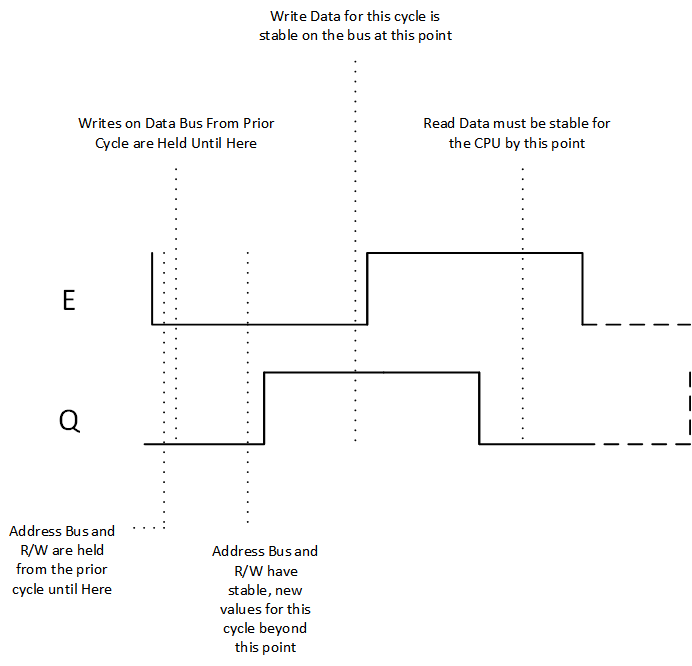 Write Data for this cycle is
stable on the bus at this point
Writes on Data Bus From Prior
Cycle are Held Until Here
Read Data must be stable for
the CPU by this point
E
Q
Address Bus and
R/W are held
from the prior
cycle until Here
Address Bus and
R/W have
stable, new
values for this
cycle beyond
this point